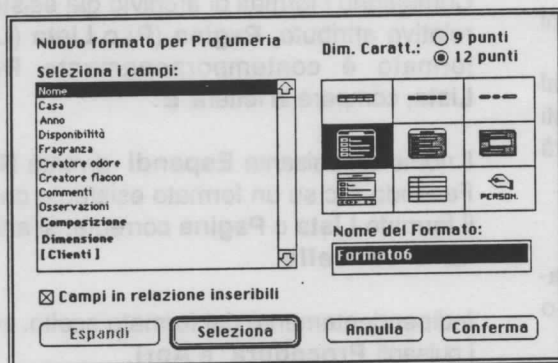 Nuovo formato per Profumeria
Dim. Caratt.:
9 punti
12 punti
Seleziona i campi:
Nome
Casa
Anno
Disponibilità
Fragranza
Creatore odore
Creatore flacon
Commenti
Osservazioni
Composizione
Dimensione
[Clienti]
PERSON.
Nome del Formato:
Formato6
Campi in relazione inseribili
Espandi
Seleziona
Annulla
Conferma